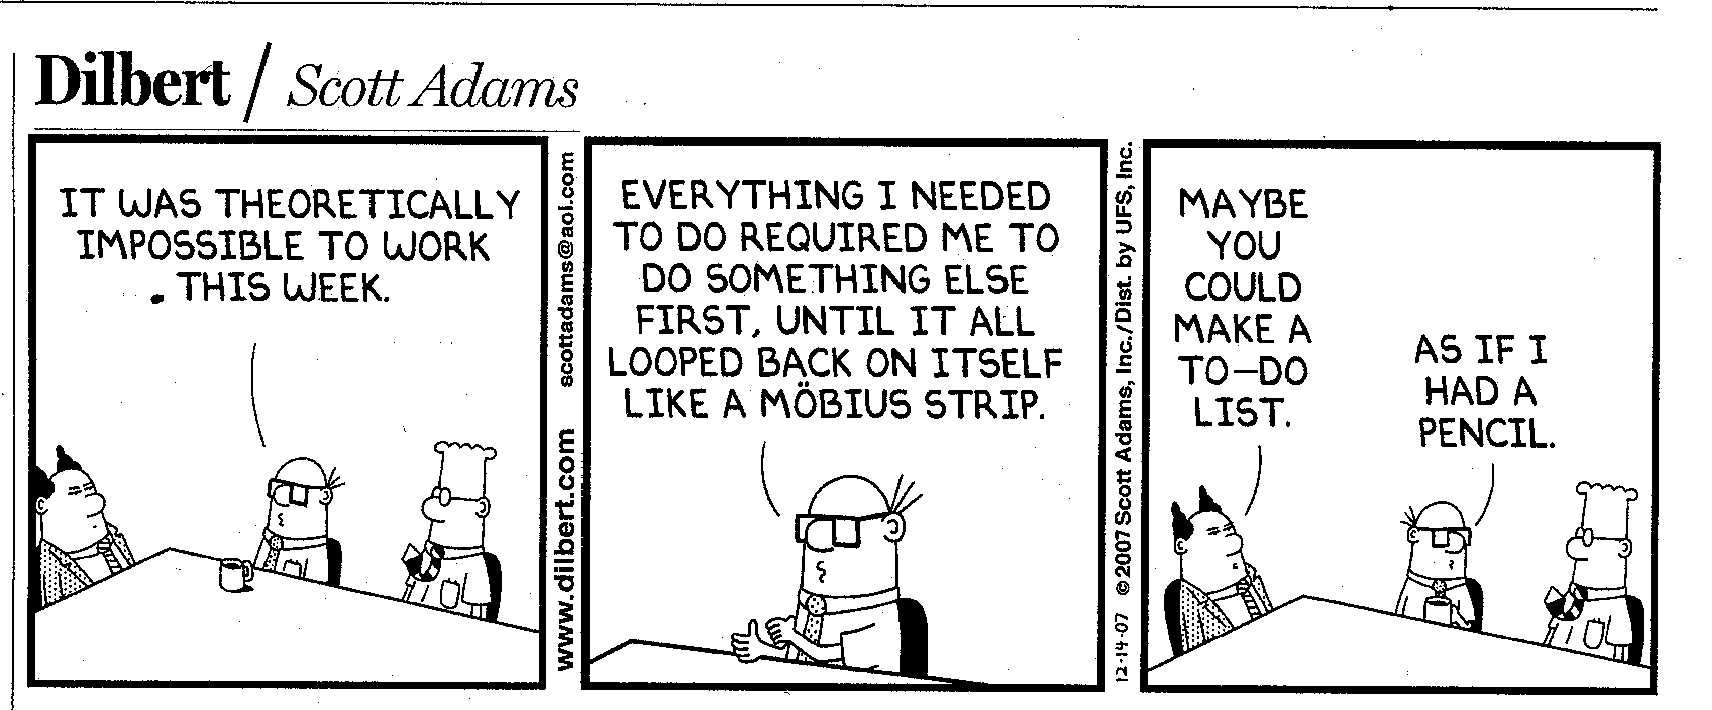 Dilbert / Scott Adams
IT WAS THEORETICALLY
IMPOSSIBLE TO WORK
THIS WEEK.
www.dilbert.com scottadams@aol.com
EVERYTHING I NEEDED
TO DO REQUIRED ME TO
DO SOMETHING ELSE
FIRST, UNTIL IT ALL
LOOPED BACK ON ITSELF
LIKE A MÖBIUS STRIP.
12-14-07 ©2007 Scott Adams, Inc./Dist. by UFS, Inc.
MAYBE
YOU
COULD
MAKE A
TO-DO
LIST.
AS IF I
HAD A
PENCIL.